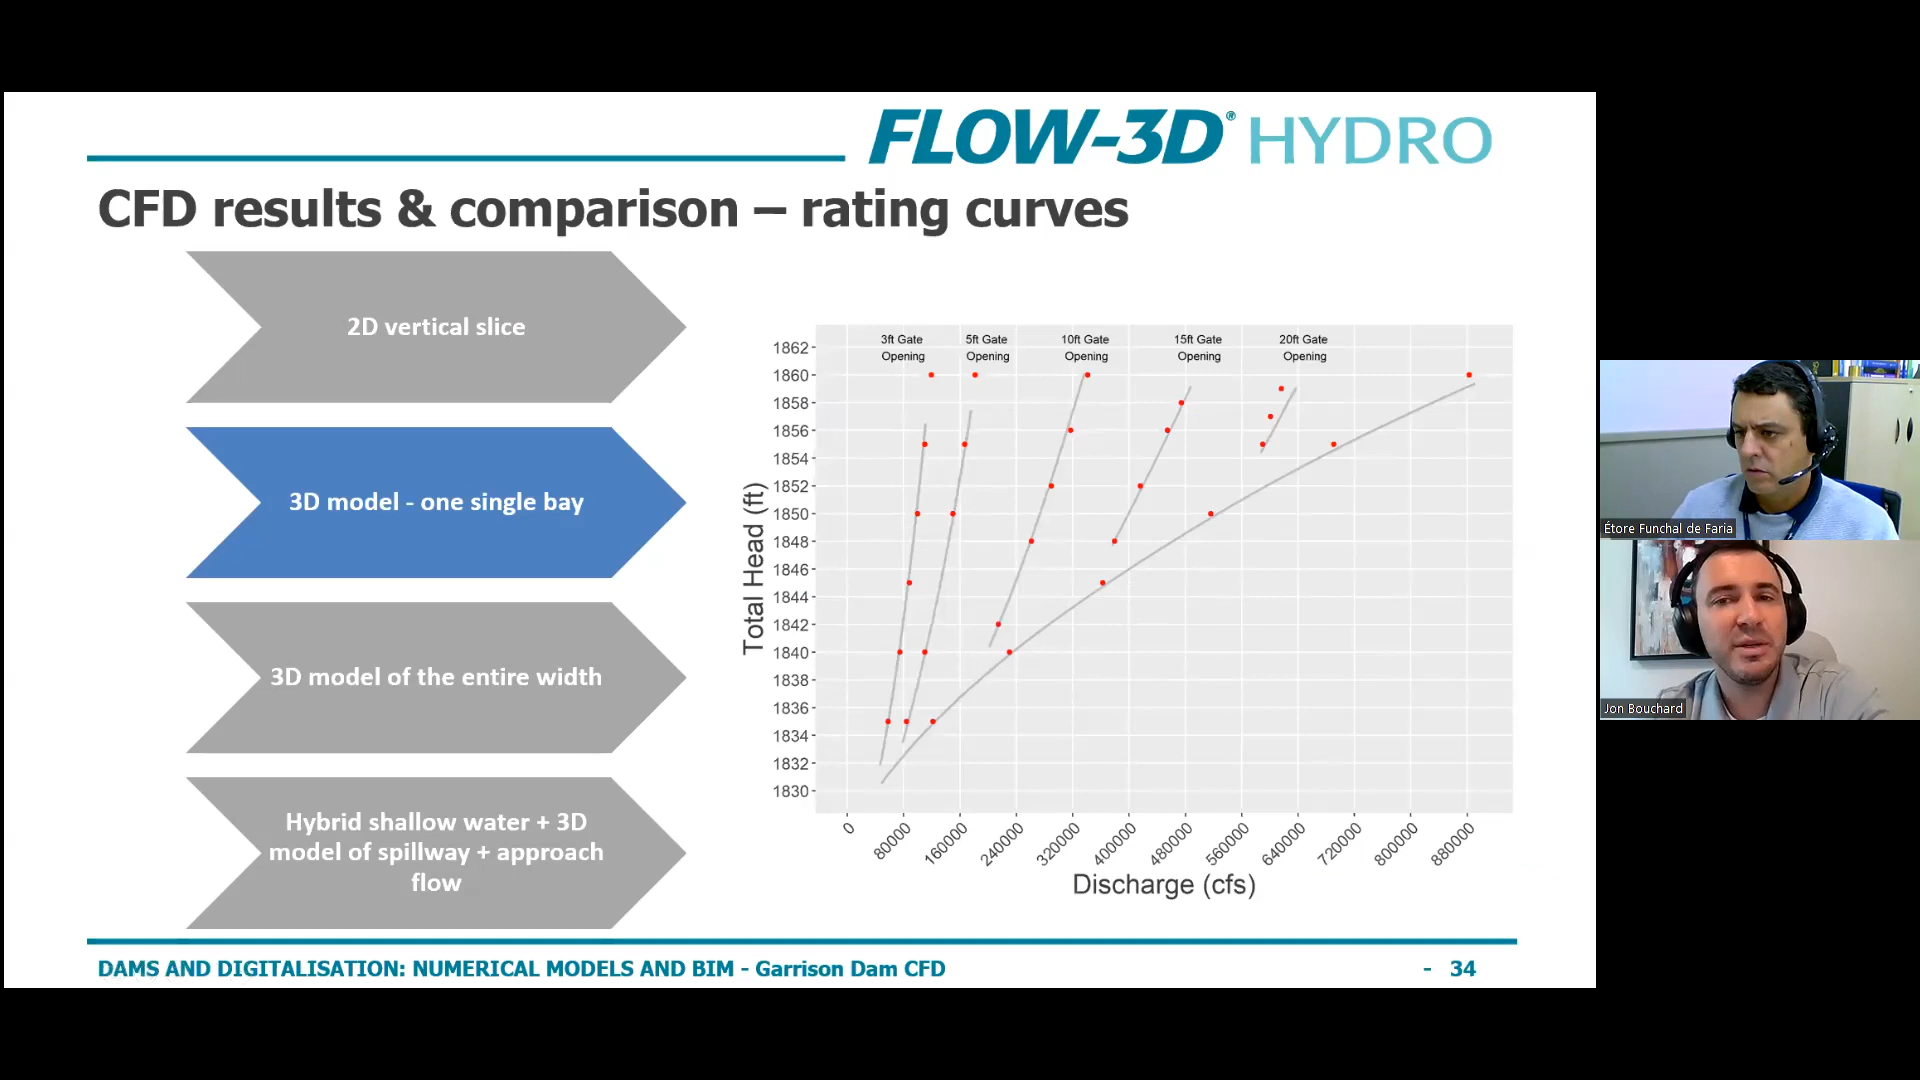 FLOW-3D® HYDRO
CFD results & comparison – rating curves
2D vertical slice
3D model - one single bay
3D model of the entire width
Hybrid shallow water + 3D
model of spillway + approach
flow
3ft Gate
Opening
5ft Gate
Opening
10ft Gate
Opening
15ft Gate
Opening
20ft Gate
Opening
Total Head (ft)
1862
1860
1858
1856
1854
1852
1850
1848
1846
1844
1842
1840
1838
1836
1834
1832
1830
0
80000
160000
240000
320000
400000
480000
560000
640000
720000
800000
880000
Discharge (cfs)
DAMS AND DIGITALISATION: NUMERICAL MODELS AND BIM - Garrison Dam CFD
- 34
Étore Funchal de Faria
Jon Bouchard